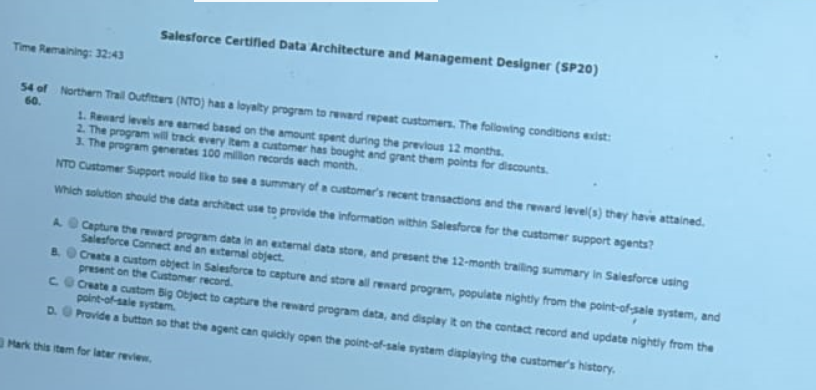 Salesforce Certified Data Architecture and Management Designer (SP20)
Time Remaining: 32:43
54 of 60. Northern Trail Outfitters (NTO) has a loyalty program to reward repeat customers. The following conditions exist:
1. Reward levels are earned based on the amount spent during the previous 12 months.
2. The program will track every item a customer has bought and grant them points for discounts.
3. The program generates 100 million records each month.
NTO Customer Support would like to see a summary of a customer's recent transactions and the reward level(s) they have attained.
Which solution should the data architect use to provide the information within Salesforce for the customer support agents?
A. Capture the reward program data in an external data store, and present the 12-month trailing summary in Salesforce using
Salesforce Connect and an external object.
B. Create a custom object in Salesforce to capture and store all reward program, populate nightly from the point-of-sale system, and
present on the Customer record.
C. Create a custom Big Object to capture the reward program data, and display it on the contact record and update nightly from the
point-of-sale system.
D. Provide a button so that the agent can quickly open the point-of-sale system displaying the customer's history.
Mark this item for later review.